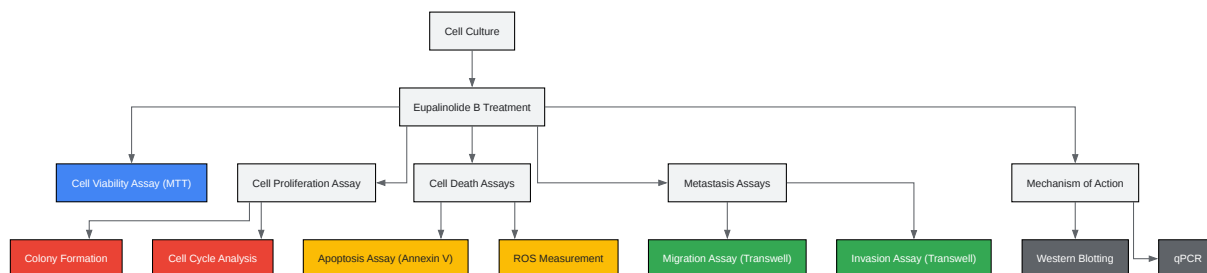 Cell Culture
Eupalinolide B Treatment
Cell Viability Assay (MTT)
Cell Proliferation Assay
Cell Death Assays
Metastasis Assays
Mechanism of Action
Colony Formation
Cell Cycle Analysis
Apoptosis Assay (Annexin V)
ROS Measurement
Migration Assay (Transwell)
Invasion Assay (Transwell)
Western Blotting
qPCR